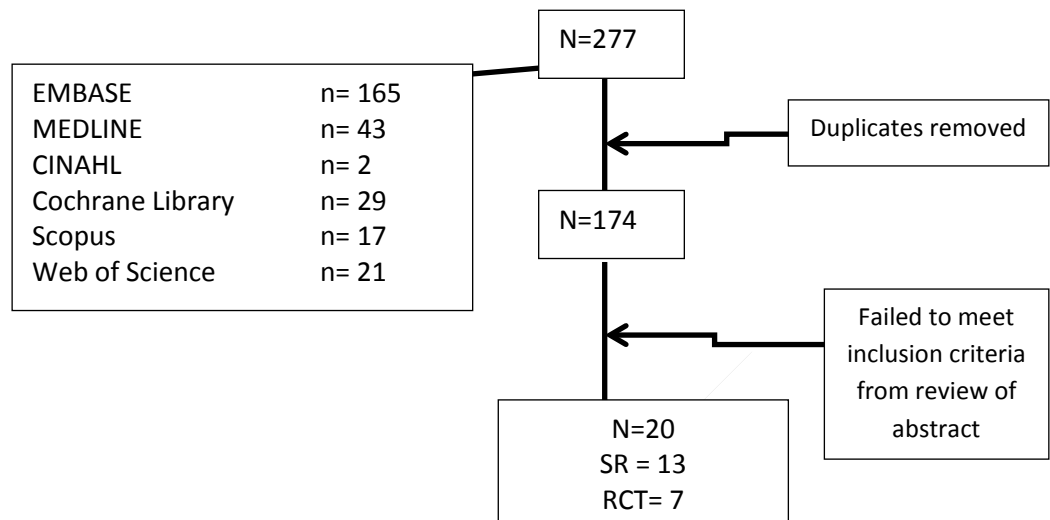 N=277
EMBASE n= 165
MEDLINE n= 43
CINAHL n= 2
Cochrane Library n= 29
Scopus n= 17
Web of Science n= 21
Duplicates removed
N=174
Failed to meet
inclusion criteria
from review of
abstract
N=20
SR = 13
RCT= 7